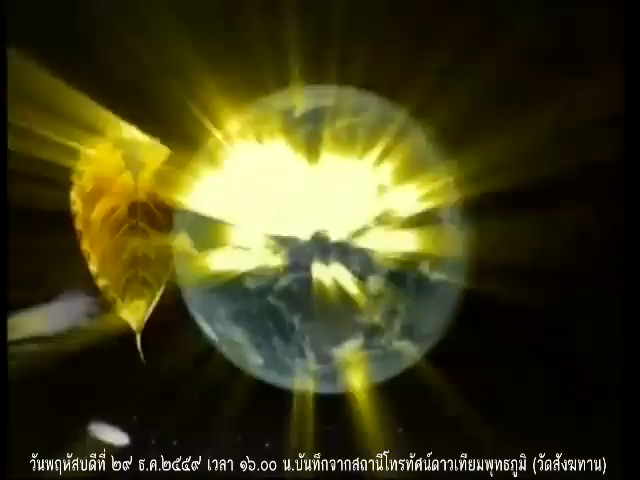 วันพฤหัสบดีที่ ๒๙ ธ.ค.๒๕๕๙ เวลา ๑๖.๐๐ น.บันทึกจากสถานีโทรทัศน์ดาวเทียมพุทธภูมิ (วัดสังฆทาน)